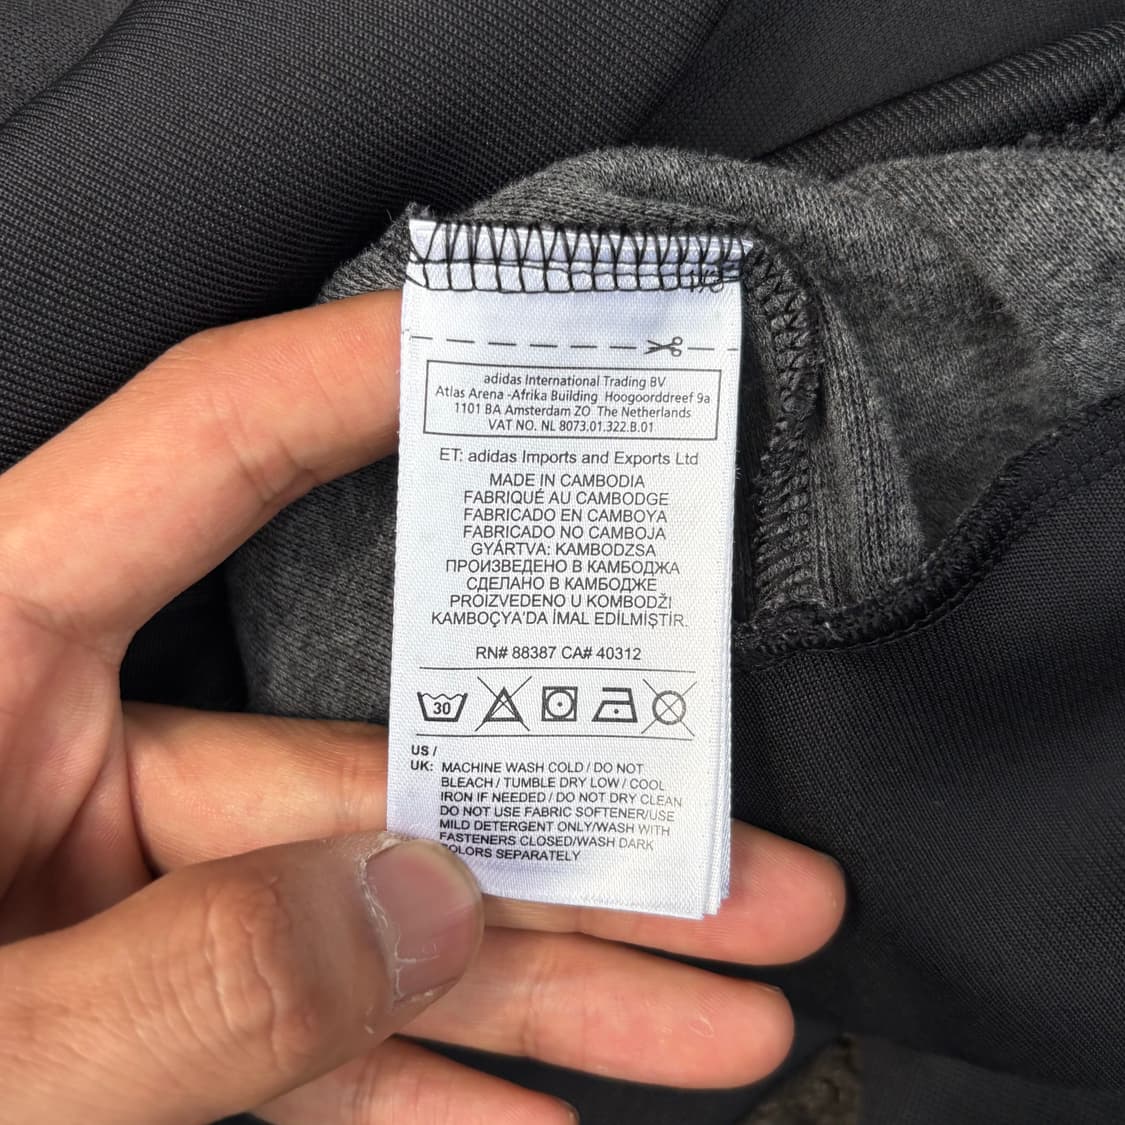 adidas International Trading BV
Atlas Arena -Afrika Building Hoogoorddreef 9a
1101 BA Amsterdam ZO The Netherlands
VAT NO. NL 8073.01.322.B.01
ET: adidas Imports and Exports Ltd
MADE IN CAMBODIA
FABRIQUÉ AU CAMBODGE
FABRICADO EN CAMBOYA
FABRICADO NO CAMBOJA
GYÁRTVA: KAMBODZSA
ПРОИЗВЕДЕНО В КАМБОДЖА
СДЕЛАНО В КАМБОДЖЕ
PROIZVEDENO U KOMBODŽI
KAMBOÇYA'DA İMAL EDİLMİŞTİR.
RN# 88387 CA# 40312
30
US /
UK: MACHINE WASH COLD / DO NOT
BLEACH / TUMBLE DRY LOW / COOL
IRON IF NEEDED / DO NOT DRY CLEAN
DO NOT USE FABRIC SOFTENER/USE
MILD DETERGENT ONLY/WASH WITH
FASTENERS CLOSED/WASH DARK
COLORS SEPARATELY